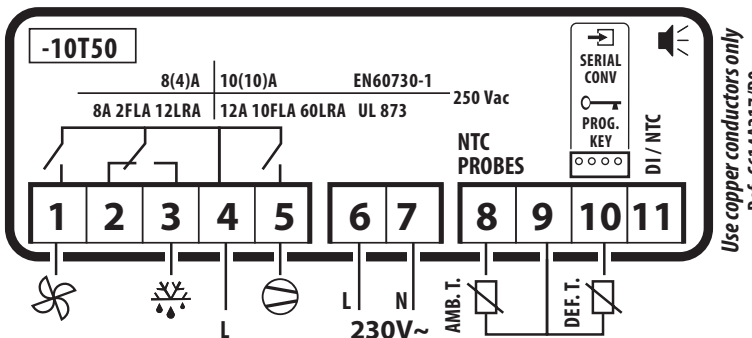 -10T50
8(4)A 10(10)A EN60730-1
250 Vac
8A 2FLA 12LRA 12A 10FLA 60LRA UL 873
SERIAL
CONV
PROG.
KEY
NTC
PROBES
DI / NTC
1 2 3 4 5 6 7 8 9 10 11
L
L N
230V~
AMB. T.
DEF. T.
Use copper conductors only